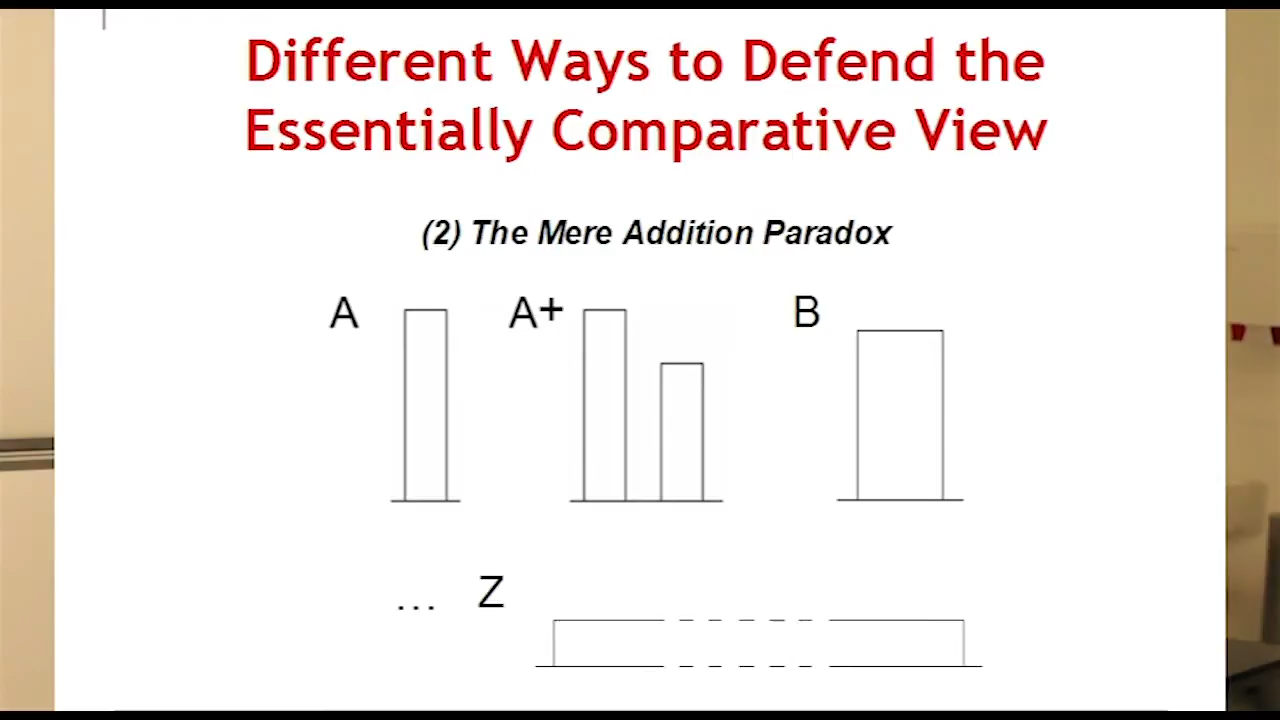 Different Ways to Defend the
Essentially Comparative View
(2) The Mere Addition Paradox
A A+ B
... Z